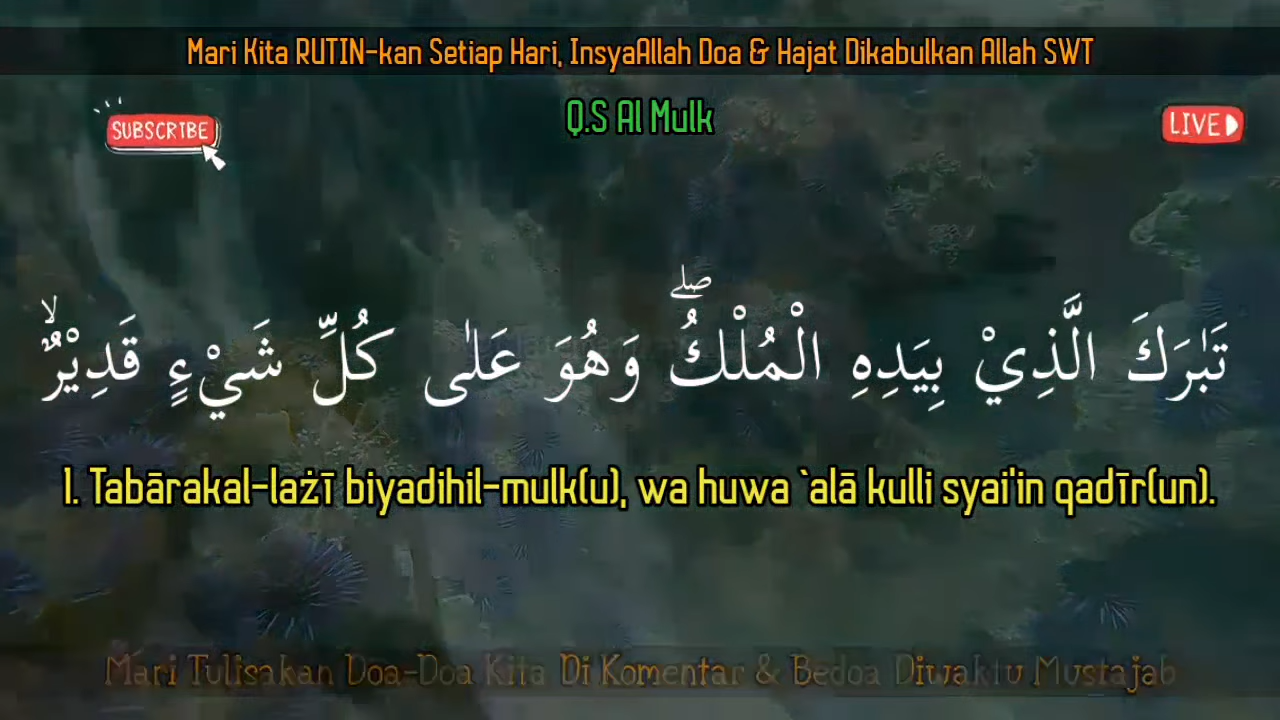 Mari Kita RUTIN-kan Setiap Hari, InsyaAllah Doa & Hajat Dikabulkan Allah SWT
SUBSCRIBE
Q.S Al Mulk
LIVE
تَبٰرَكَ الَّذِيْ بِيَدِهِ الْمُلْكُۖ وَهُوَ عَلٰى كُلِّ شَيْءٍ قَدِيْرٌۙ
1. Tabārakal-lażī biyadihil-mulk(u), wa huwa `alā kulli syai'in qadīr(un).
Mari Tulisakan Doa-Doa Kita Di Komentar & Bedoa Diwaktu Mustajab